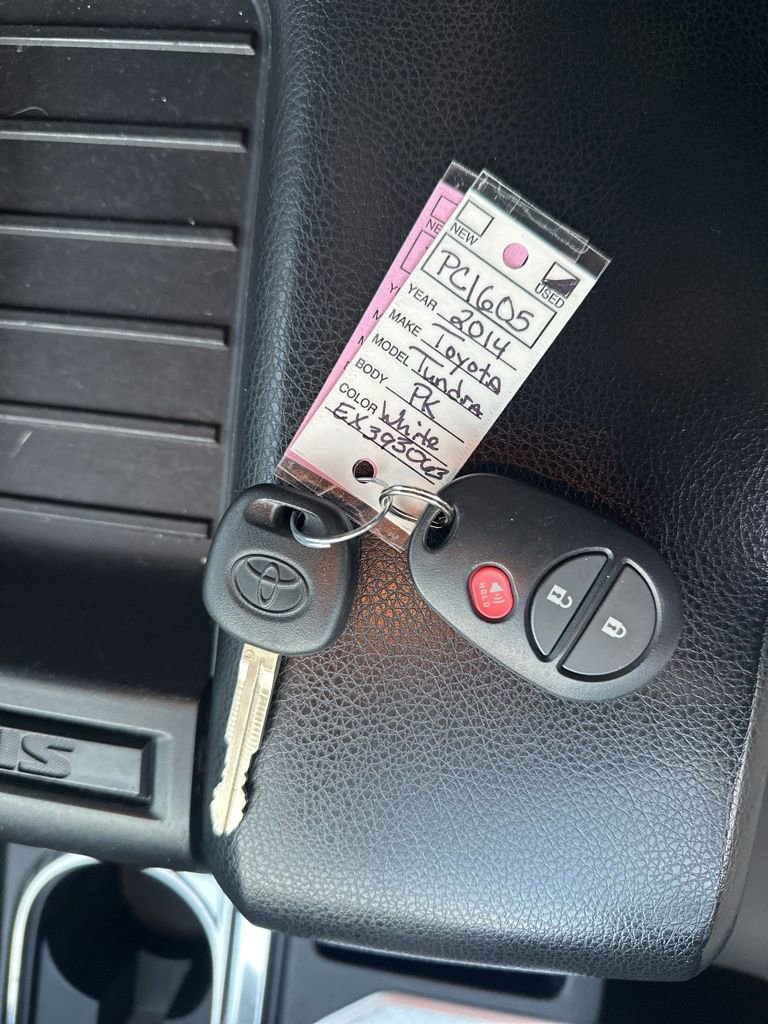 NEW
USED
PC1605
YEAR 2014
MAKE Toyota
MODEL Tundra
BODY PK
COLOR White
EX393063
HOLD